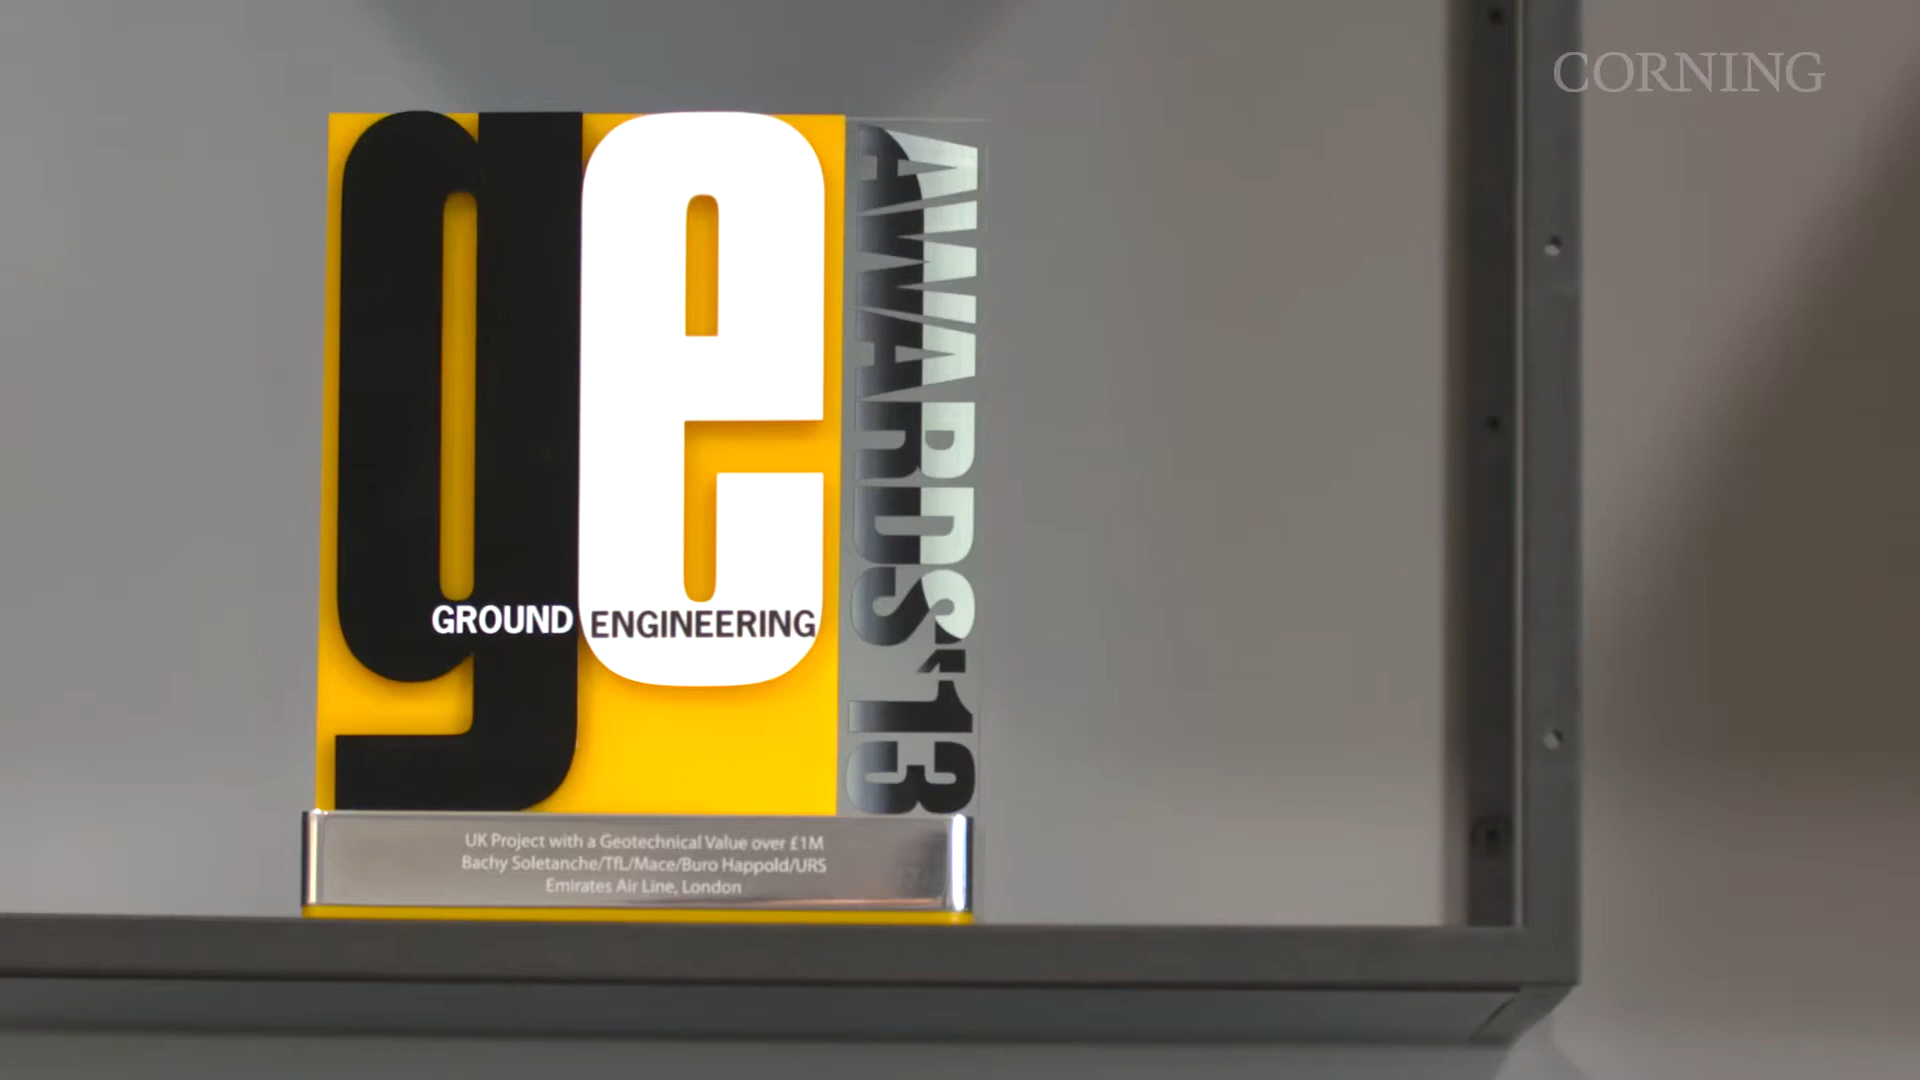 CORNING
ge
GROUND ENGINEERING
AWARDS'13
UK Project with a Geotechnical Value over £1M
Bachy Soletanche/TfL/Mace/Buro Happold/URS
Emirates Air Line, London